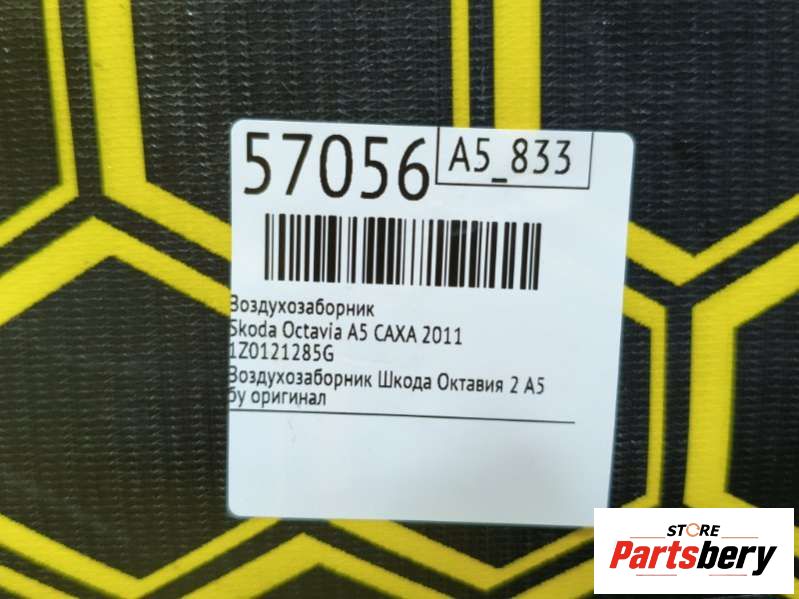 57056
A5_833
Воздухозаборник
Skoda Octavia A5 CAXA 2011
1Z0121285G
Воздухозаборник Шкода Октавия 2 А5
бу оригинал
STORE
Partsbery